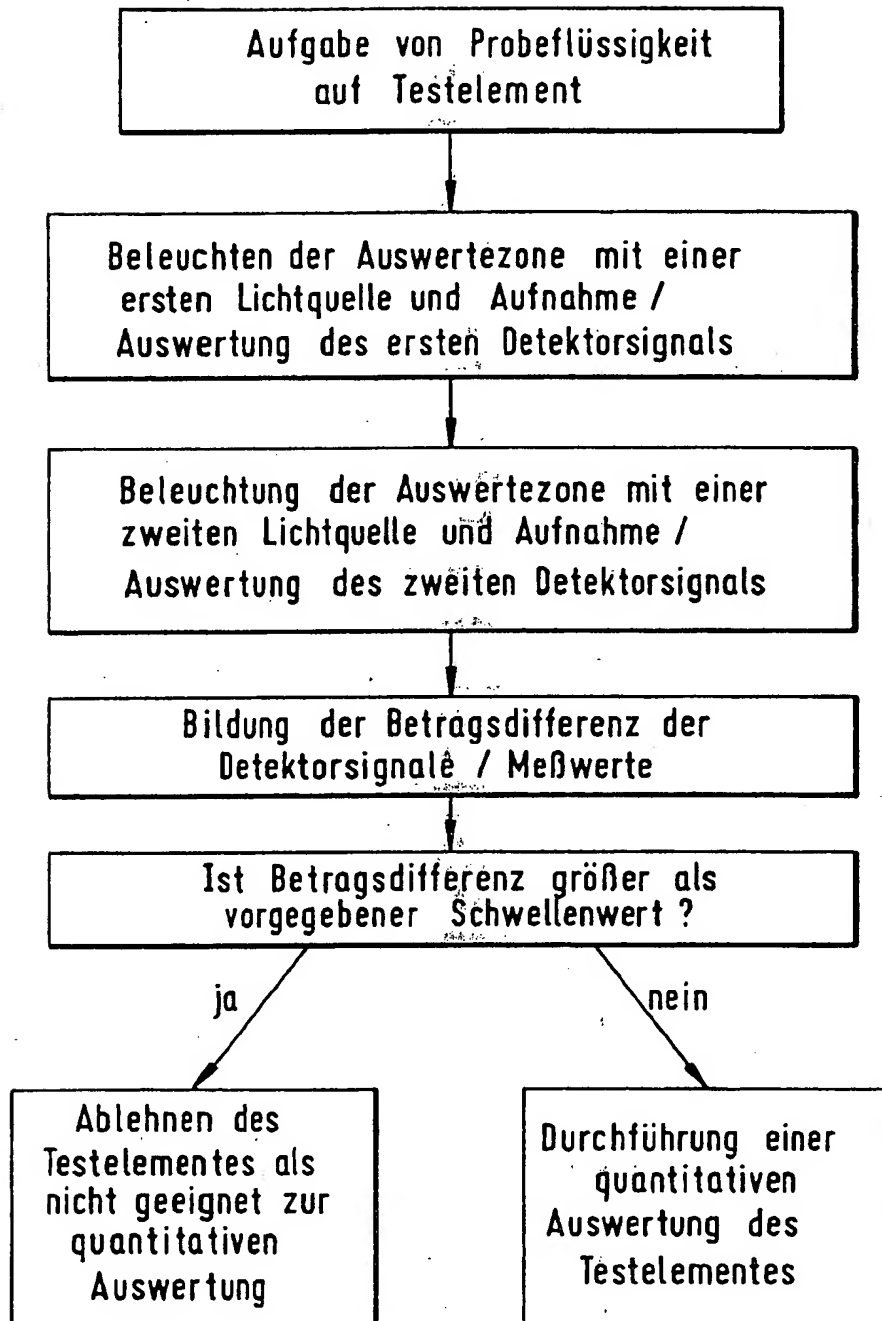 Aufgabe von Probeflüssigkeit
auf Testelement
Beleuchten der Auswertezone mit einer
ersten Lichtquelle und Aufnahme /
Auswertung des ersten Detektorsignals
Beleuchtung der Auswertezone mit einer
zweiten Lichtquelle und Aufnahme /
Auswertung des zweiten Detektorsignals
Bildung der Betragsdifferenz der
Detektorsignale / Meßwerte
Ist Betragsdifferenz größer als
vorgegebener Schwellenwert ?
ja
nein
Ablehnen des
Testelementes als
nicht geeignet zur
quantitativen
Auswertung
Durchführung einer
quantitativen
Auswertung des
Testelementes